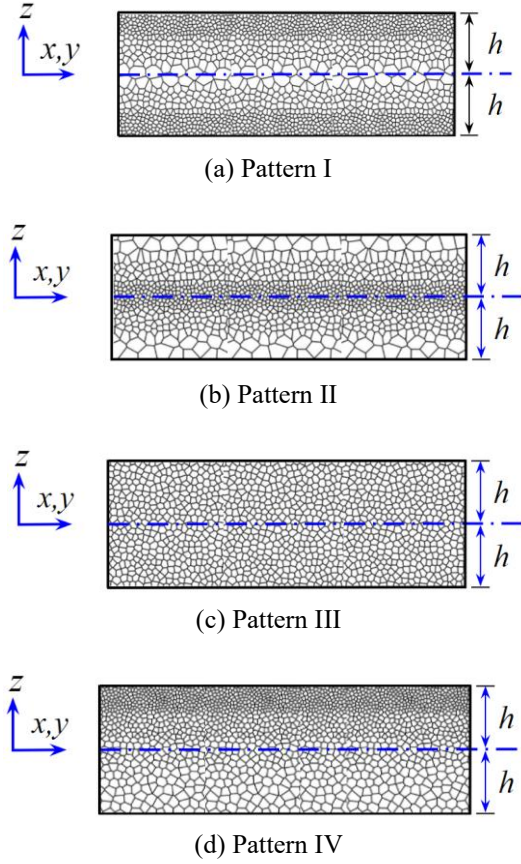 z
x,y
h
h
(a) Pattern I
z
x,y
h
h
(b) Pattern II
z
x,y
h
h
(c) Pattern III
z
x,y
h
h
(d) Pattern IV